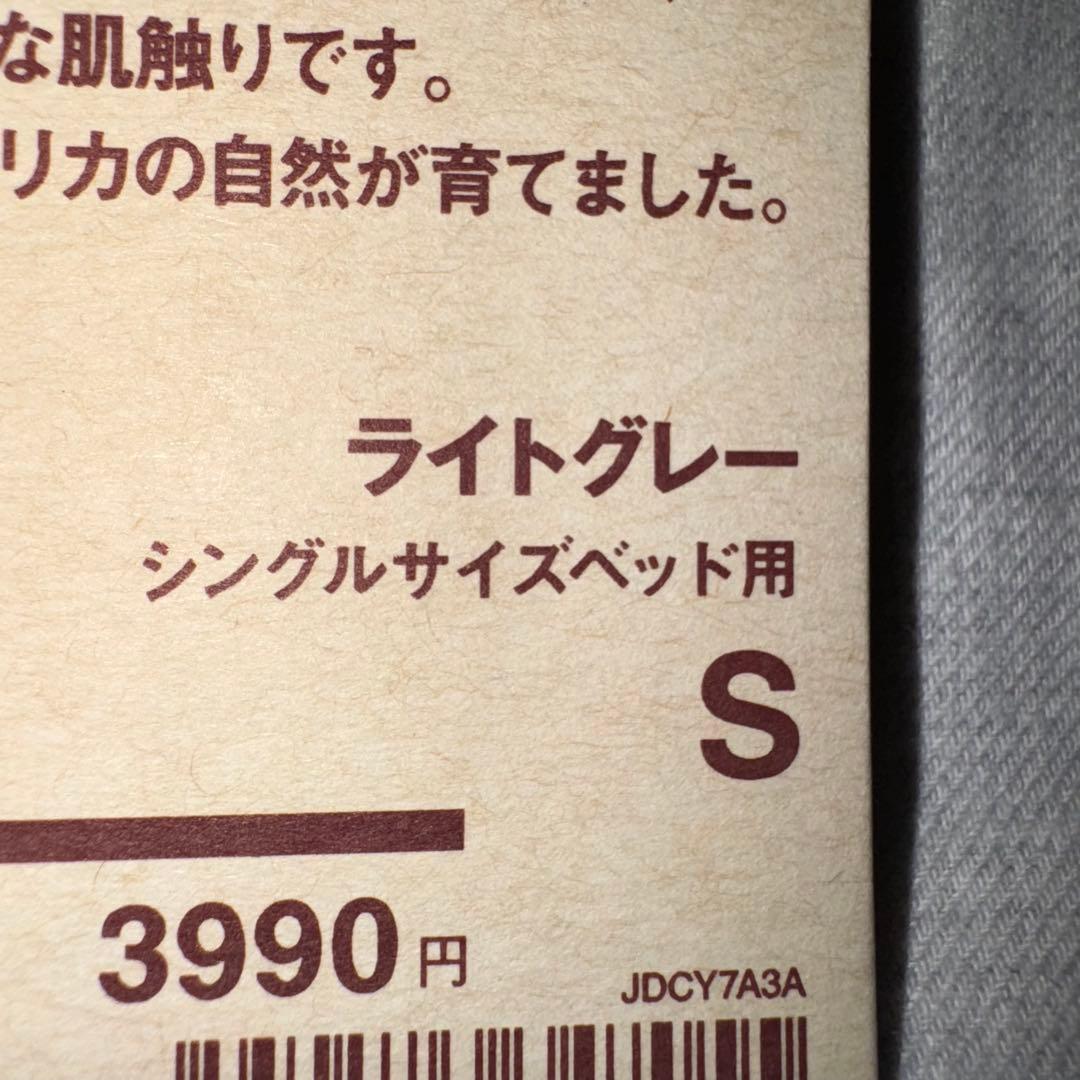 な肌触りです。
リカの自然が育てました。
ライトグレー
シングルサイズベッド用
S
3990円
JDCY7A3A